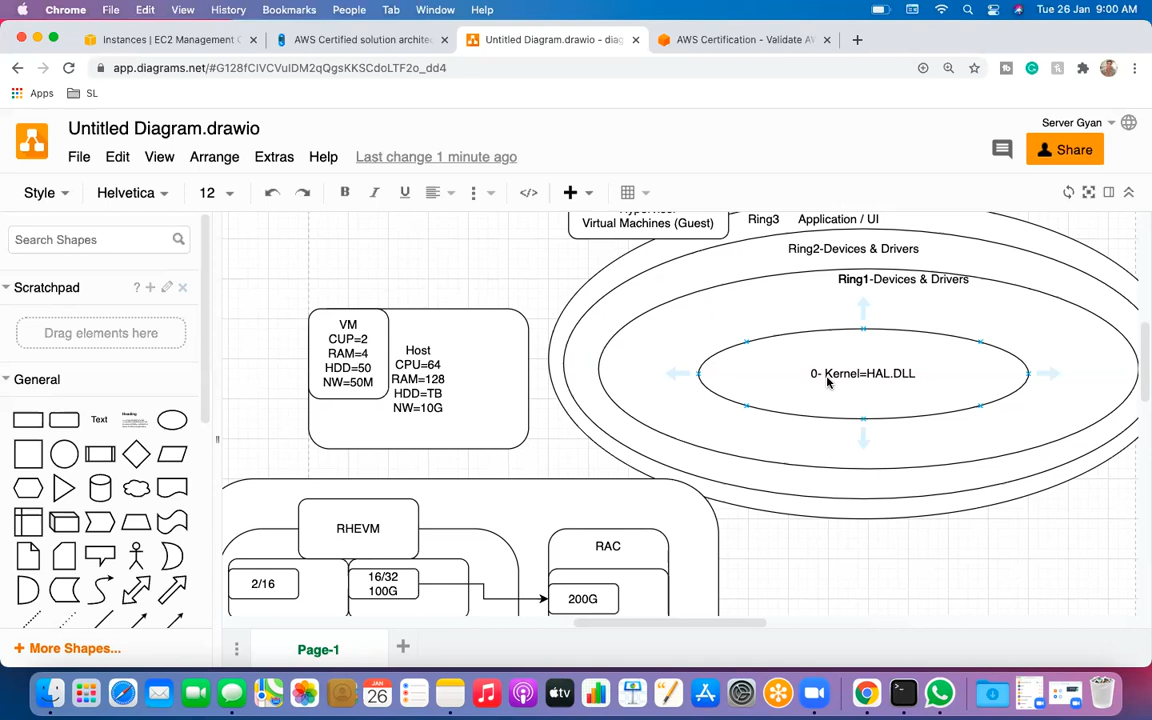 Chrome File Edit View History Bookmarks People Tab Window Help Tue 26 Jan 9:00 AM
Instances | EC2 Management C
AWS Certified solution archite
Untitled Diagram.drawio - diag
AWS Certification - Validate AV
app.diagrams.net/#G128fCIVCVuIDM2qQgsKKSCdoLTF2o_dd4
Apps SL
Untitled Diagram.drawio
Server Gyan
File Edit View Arrange Extras Help Last change 1 minute ago
Share
Style Helvetica 12 B I U </>
Search Shapes
Scratchpad ?
Drag elements here
General
Text
Heading
More Shapes...
Virtual Machines (Guest)
Ring3 Application / UI
Ring2-Devices & Drivers
Ring1-Devices & Drivers
0- Kernel=HAL.DLL
VM
CUP=2
RAM=4
HDD=50
NW=50M
Host
CPU=64
RAM=128
HDD=TB
NW=10G
RHEVM
RAC
2/16
16/32
100G
200G
Page-1
JAN
26
tv